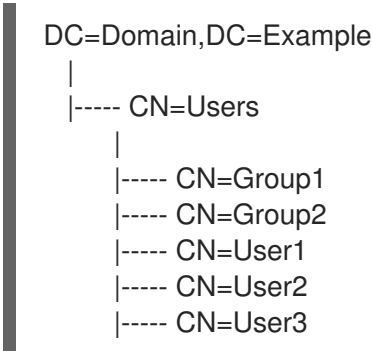 DC=Domain,DC=Example
|
|----- CN=Users
|
|----- CN=Group1
|----- CN=Group2
|----- CN=User1
|----- CN=User2
|----- CN=User3